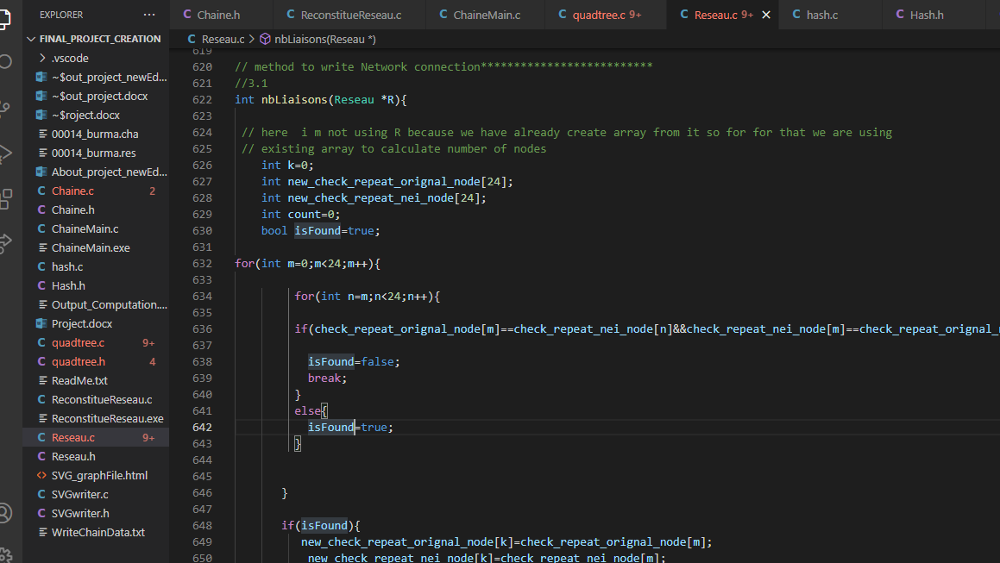 EXPLORER ···
Chaine.h
ReconstitueReseau.c
ChaineMain.c
quadtree.c 9+
Reseau.c 9+
hash.c
Hash.h
FINAL_PROJECT_CREATION
Reseau.c > nbLiaisons(Reseau *)
.vscode
~$out_project_newEd...
~$out_project.docx
~$roject.docx
00014_burma.cha
00014_burma.res
About_project_newEd...
Chaine.c 2
Chaine.h
ChaineMain.c
ChaineMain.exe
hash.c
Hash.h
Output_Computation....
Project.docx
quadtree.c 9+
quadtree.h 4
ReadMe.txt
ReconstitueReseau.c
ReconstitueReseau.exe
Reseau.c 9+
Reseau.h
SVG_graphFile.html
SVGwriter.c
SVGwriter.h
WriteChainData.txt
619
620 // method to write Network connection**************************
621 //3.1
622 int nbLiaisons(Reseau *R){
623
624 // here  i m not using R because we have already create array from it so for for that we are using
625 // existing array to calculate number of nodes
626 int k=0;
627 int new_check_repeat_orignal_node[24];
628 int new_check_repeat_nei_node[24];
629 int count=0;
630 bool isFound=true;
631
632 for(int m=0;m<24;m++){
633
634 for(int n=m;n<24;n++){
635
636 if(check_repeat_orignal_node[m]==check_repeat_nei_node[n]&&check_repeat_nei_node[m]==check_repeat_orignal_
637
638 isFound=false;
639 break;
640 }
641 else{
642 isFound=true;
643 }
644
645
646 }
647
648 if(isFound){
649 new_check_repeat_orignal_node[k]=check_repeat_orignal_node[m];
650 new_check_repeat_nei_node[k]=check_repeat_nei_node[m];